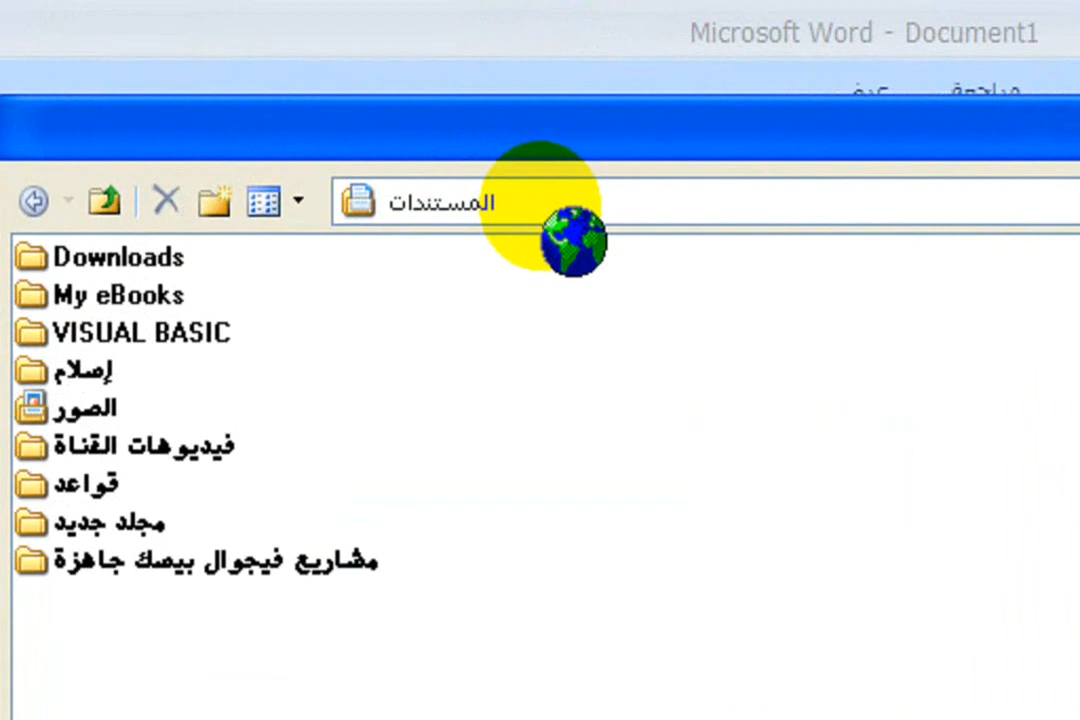 Microsoft Word - Document1
المستندات
Downloads
My eBooks
VISUAL BASIC
إسلام
الصور
فيديوهات القناة
قواعد
مجلد جديد
مشاريع فيجوال بيسك جاهزة